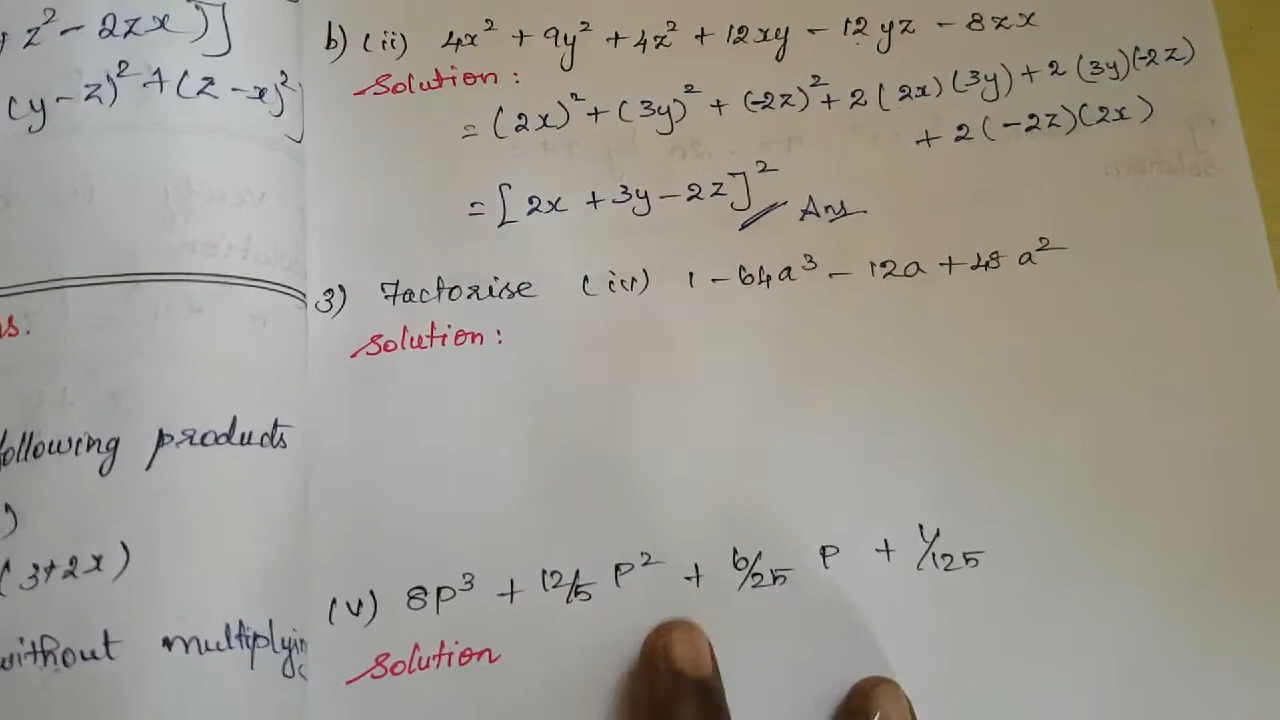 , z² - 2zx)]
(y-z)² + (z-x)²]
s.
following products
)
(3+2x)
without multiplyin
b) (ii) 4x² + 9y² + 4z² + 12xy - 12yz - 8zx
Solution:
= (2x)² + (3y)² + (-2z)² + 2(2x)(3y) + 2(3y)(-2z)
+ 2(-2z)(2x)
= [2x + 3y - 2z]² Ans
3) Factorise (iv) 1 - 64a³ - 12a + 48a²
Solution:
(v) 8p³ + 12/5 p² + 6/25 p + 1/125
Solution